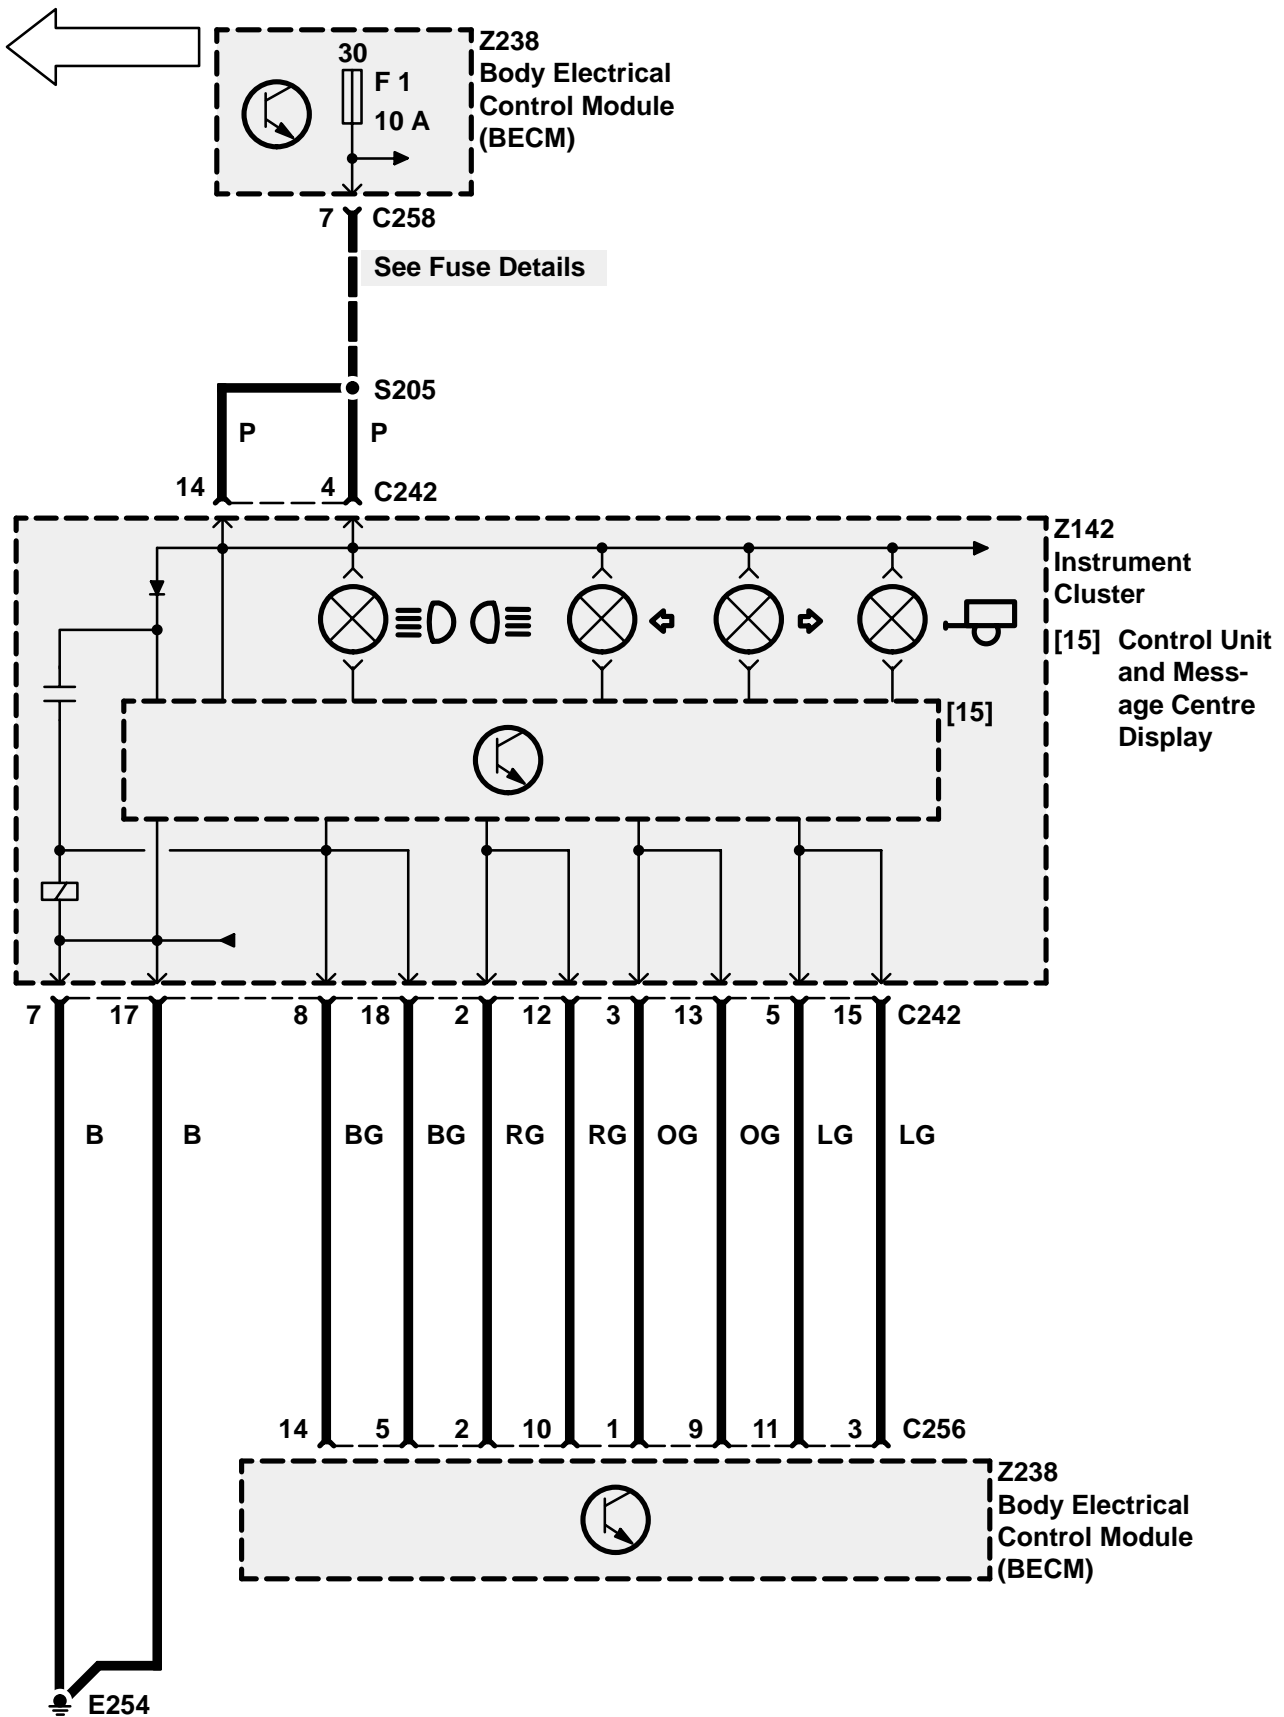 30
F 1
10 A
Z238
Body Electrical
Control Module
(BECM)
7 C258
See Fuse Details
S205
P P
14 4 C242
Z142
Instrument
Cluster
[15] Control Unit
and Mess-
age Centre
Display
[15]
7 17 8 18 2 12 3 13 5 15 C242
B B BG BG RG RG OG OG LG LG
14 5 2 10 1 9 11 3 C256
Z238
Body Electrical
Control Module
(BECM)
E254